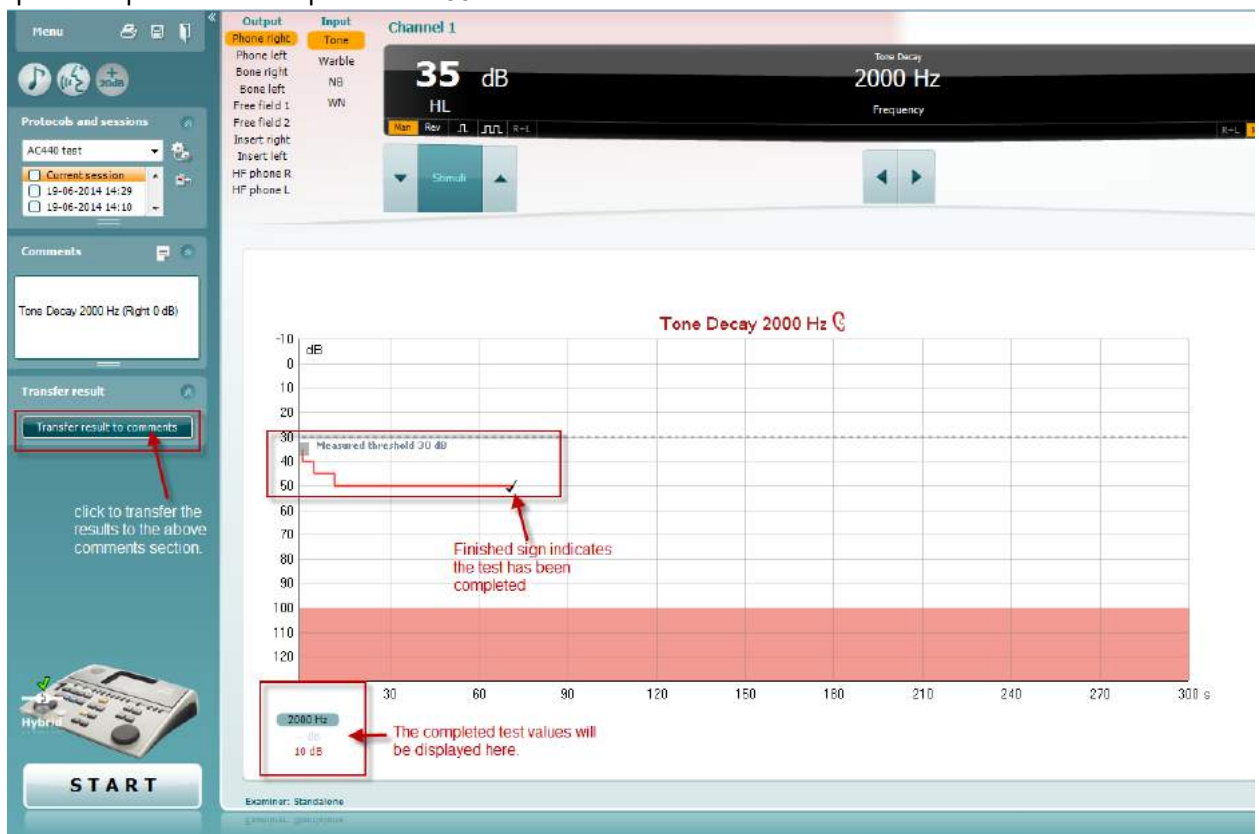 Menu
Output
Input
Channel 1
Phone right
Tone
Phone left
Warble
Bone right
NB
Bone left
WN
Free field 1
Free field 2
Insert right
Insert left
HF phone R
HF phone L
35 dB
HL
Man Rev R+L
Tone Decay
2000 Hz
Frequency
R+L
Stimuli
20dB
Protocols and sessions
AC440 test
Current session
19-06-2014 14:29
19-06-2014 14:10
Comments
Tone Decay 2000 Hz (Right 0 dB)
Transfer result
Transfer result to comments
click to transfer the
results to the above
comments section.
Hybrid
START
Tone Decay 2000 Hz
dB
-10
0
10
20
30
40
50
60
70
80
90
100
110
120
Measured threshold 30 dB
Finished sign indicates
the test has been
completed
30 60 90 120 150 180 210 240 270 300 s
2000 Hz
-- dB
10 dB
The completed test values will
be displayed here.
Examiner: Standalone